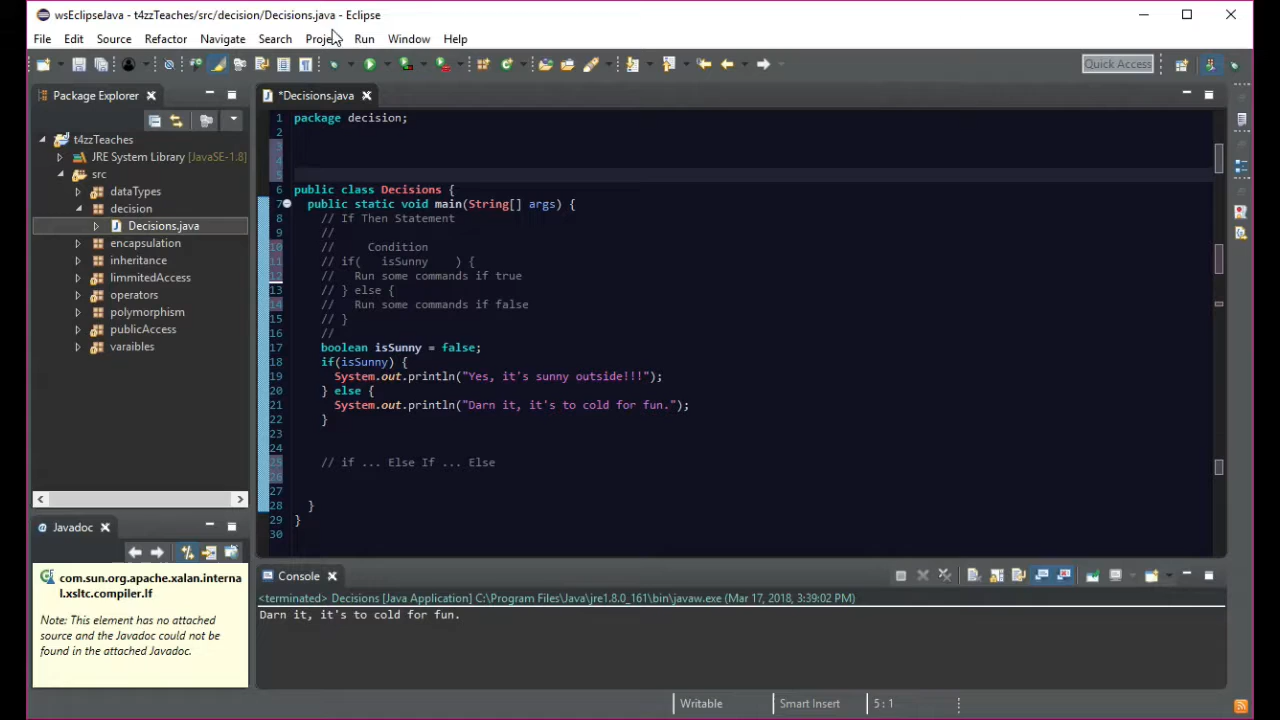 wsEclipseJava - t4zzTeaches/src/decision/Decisions.java - Eclipse
File Edit Source Refactor Navigate Search Project Run Window Help
Quick Access
Package Explorer
*Decisions.java
t4zzTeaches
JRE System Library [JavaSE-1.8]
src
dataTypes
decision
Decisions.java
encapsulation
inheritance
limmitedAccess
operators
polymorphism
publicAccess
varaibles
1 package decision;
2
3
4
5
6 public class Decisions {
7 public static void main(String[] args) {
8 // If Then Statement
9 //
10 // Condition
11 // if( isSunny ) {
12 // Run some commands if true
13 // } else {
14 // Run some commands if false
15 // }
16 //
17 boolean isSunny = false;
18 if(isSunny) {
19 System.out.println("Yes, it's sunny outside!!!");
20 } else {
21 System.out.println("Darn it, it's to cold for fun.");
22 }
23
24
25 // if ... Else If ... Else
26
27
28 }
29 }
30
Javadoc
com.sun.org.apache.xalan.interna
l.xsltc.compiler.If
Note: This element has no attached
source and the Javadoc could not be
found in the attached Javadoc.
Console
<terminated> Decisions [Java Application] C:\Program Files\Java\jre1.8.0_161\bin\javaw.exe (Mar 17, 2018, 3:39:02 PM)
Darn it, it's to cold for fun.
Writable Smart Insert 5 : 1